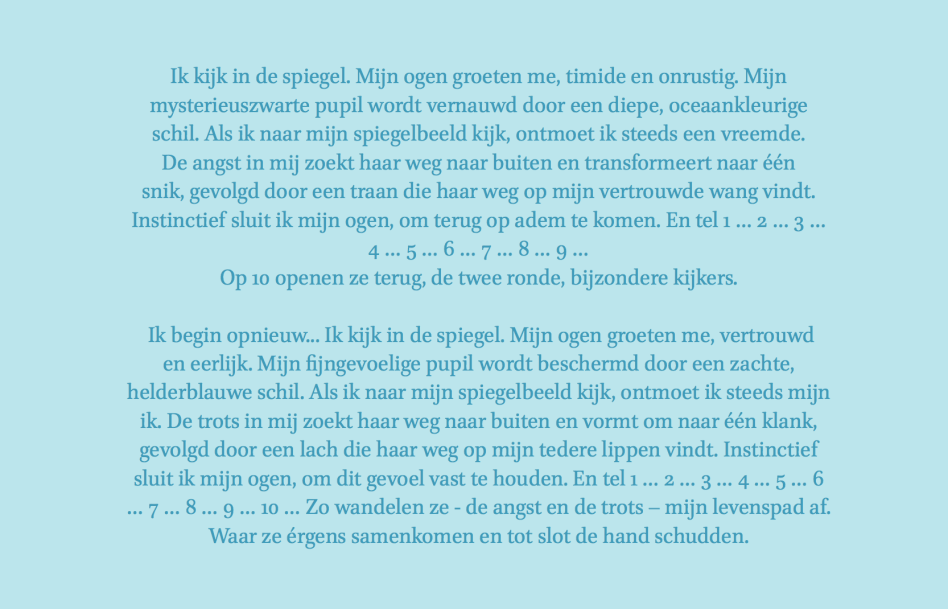 Ik kijk in de spiegel. Mijn ogen groeten me, timide en onrustig. Mijn
mysterieuszwarte pupil wordt vernauwd door een diepe, oceaankleurige
schil. Als ik naar mijn spiegelbeeld kijk, ontmoet ik steeds een vreemde.
De angst in mij zoekt haar weg naar buiten en transformeert naar één
snik, gevolgd door een traan die haar weg op mijn vertrouwde wang vindt.
Instinctief sluit ik mijn ogen, om terug op adem te komen. En tel 1 ... 2 ... 3 ...
4 ... 5 ... 6 ... 7 ... 8 ... 9 ...
Op 10 openen ze terug, de twee ronde, bijzondere kijkers.
Ik begin opnieuw... Ik kijk in de spiegel. Mijn ogen groeten me, vertrouwd
en eerlijk. Mijn fijngevoelige pupil wordt beschermd door een zachte,
helderblauwe schil. Als ik naar mijn spiegelbeeld kijk, ontmoet ik steeds mijn
ik. De trots in mij zoekt haar weg naar buiten en vormt om naar één klank,
gevolgd door een lach die haar weg op mijn tedere lippen vindt. Instinctief
sluit ik mijn ogen, om dit gevoel vast te houden. En tel 1 ... 2 ... 3 ... 4 ... 5 ... 6
... 7 ... 8 ... 9 ... 10 ... Zo wandelen ze - de angst en de trots – mijn levenspad af.
Waar ze érgens samenkomen en tot slot de hand schudden.